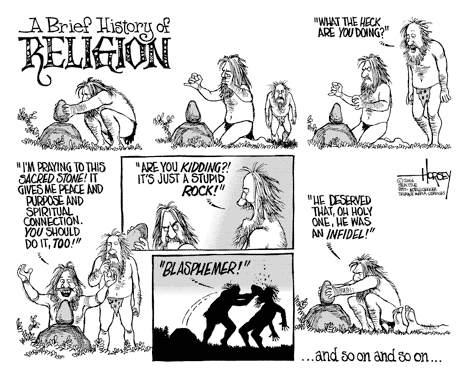 A Brief History of
RELIGION
"WHAT THE HECK
ARE YOU DOING?"
HORSEY
©2006
"I'M PRAYING TO THIS
SACRED STONE! IT
GIVES ME PEACE AND
PURPOSE AND
SPIRITUAL
CONNECTION.
YOU SHOULD
DO IT, TOO!"
"ARE YOU KIDDING?!
IT'S JUST A STUPID
ROCK!"
"BLASPHEMER!"
"HE DESERVED
THAT, OH HOLY
ONE, HE WAS
AN INFIDEL!"
...and so on and so on...